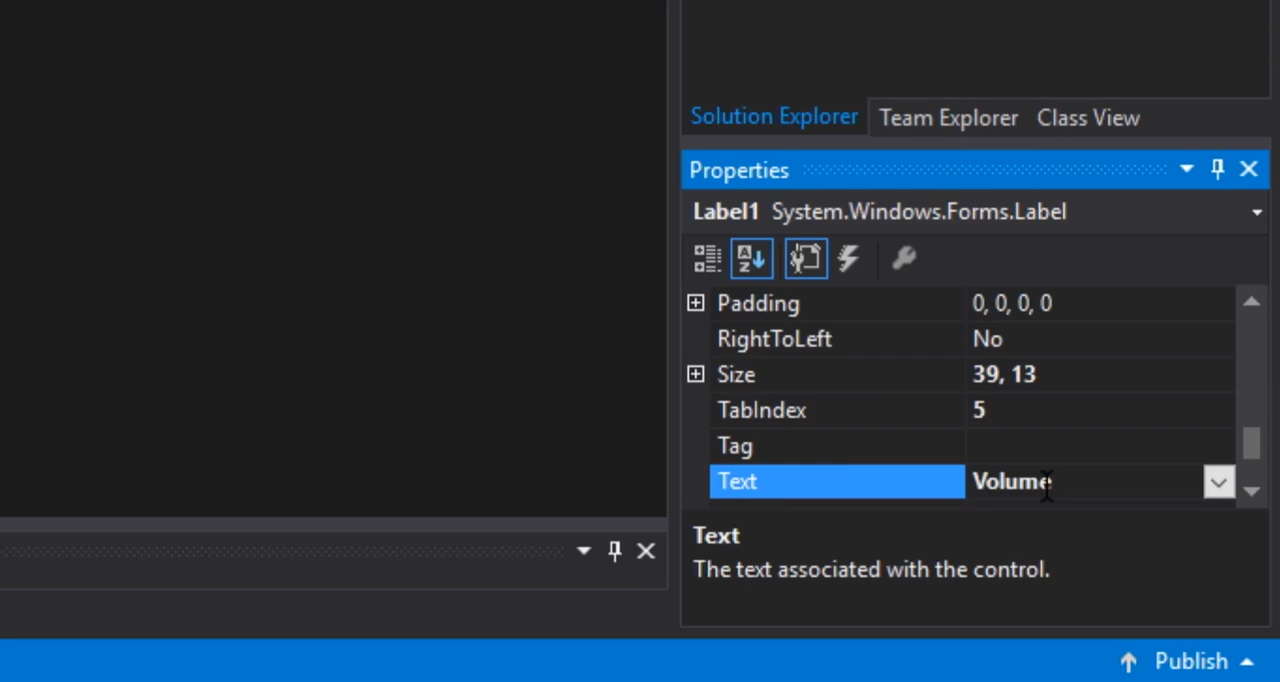 Solution Explorer Team Explorer Class View
Properties
Label1 System.Windows.Forms.Label
Padding 0, 0, 0, 0
RightToLeft No
Size 39, 13
TabIndex 5
Tag
Text Volume
Text
The text associated with the control.
Publish